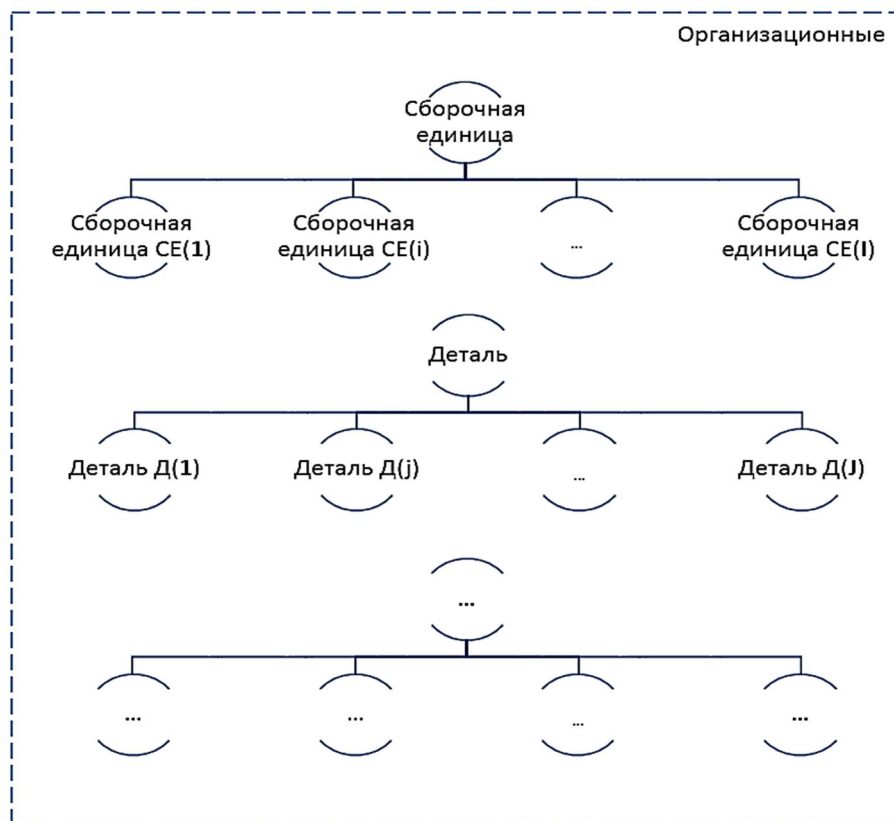 Организационные
Сборочная
единица
Сборочная
единица СЕ(1)
Сборочная
единица СЕ(i)
...
Сборочная
единица СЕ(I)
Деталь
Деталь Д(1)
Деталь Д(j)
...
Деталь Д(J)
...
...
...
...
...